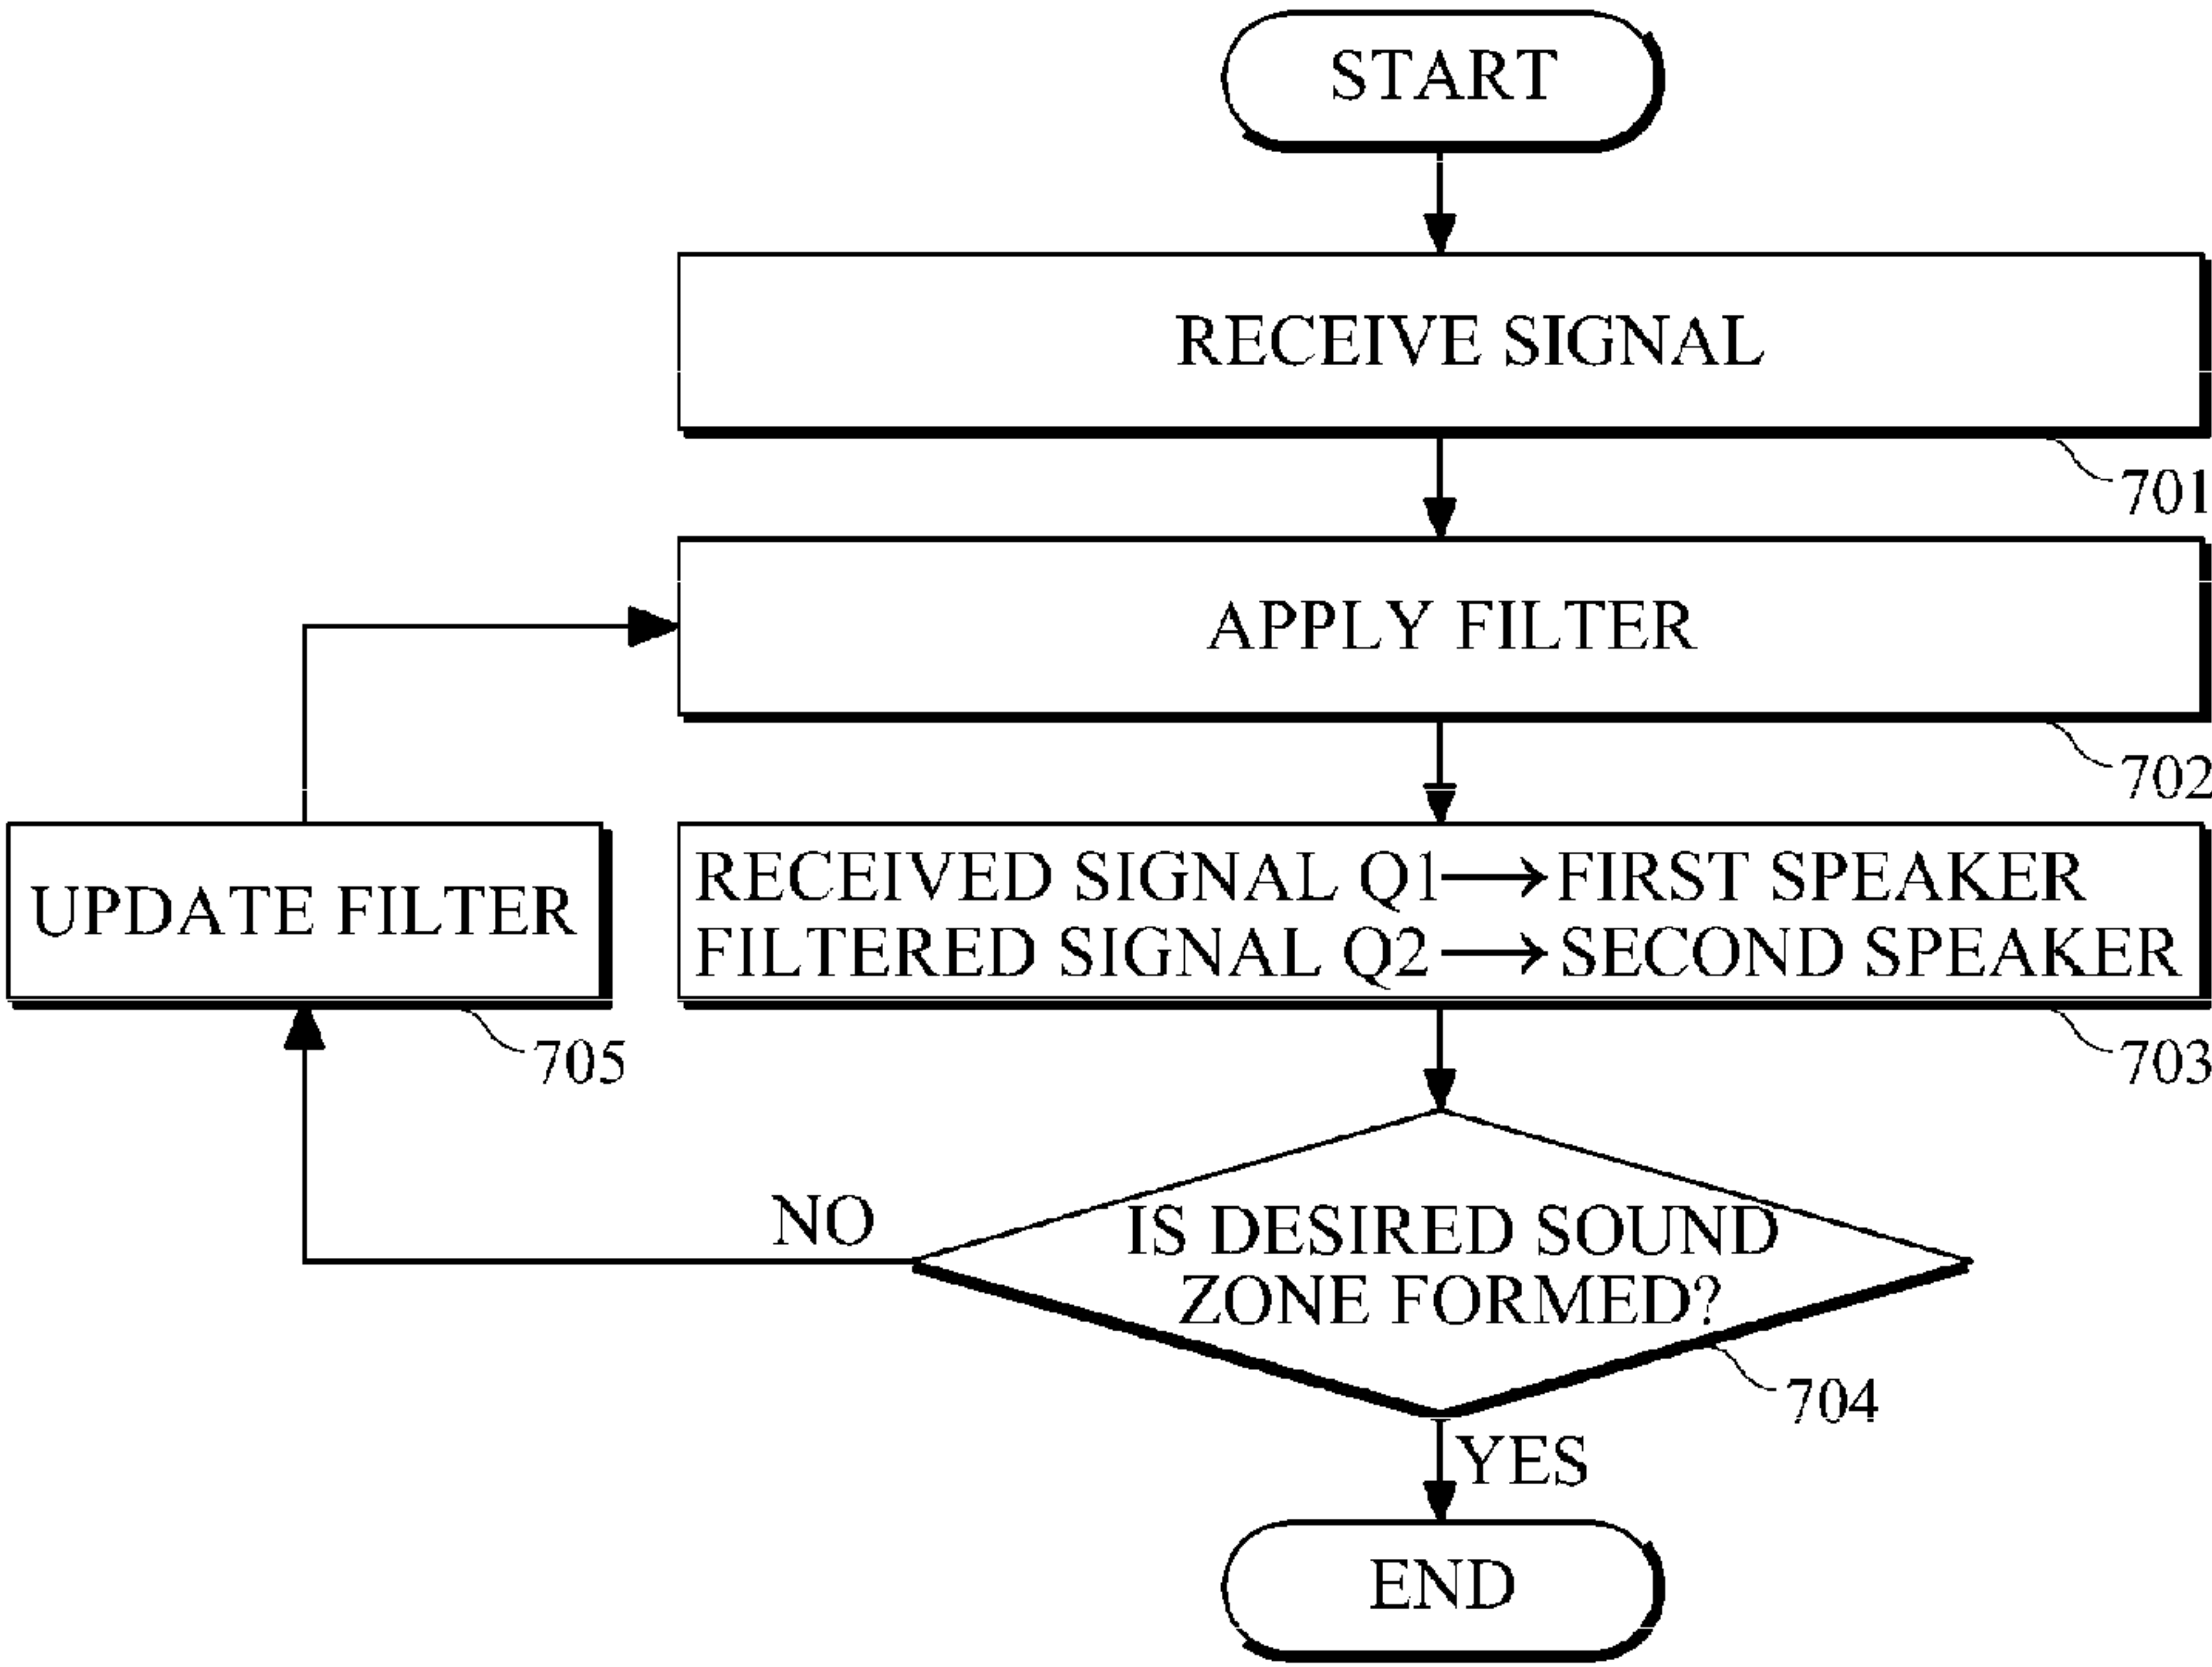 START
RECEIVE SIGNAL
701
APPLY FILTER
702
RECEIVED SIGNAL Q1→FIRST SPEAKER
FILTERED SIGNAL Q2→SECOND SPEAKER
703
UPDATE FILTER
705
IS DESIRED SOUND
ZONE FORMED?
704
NO
YES
END